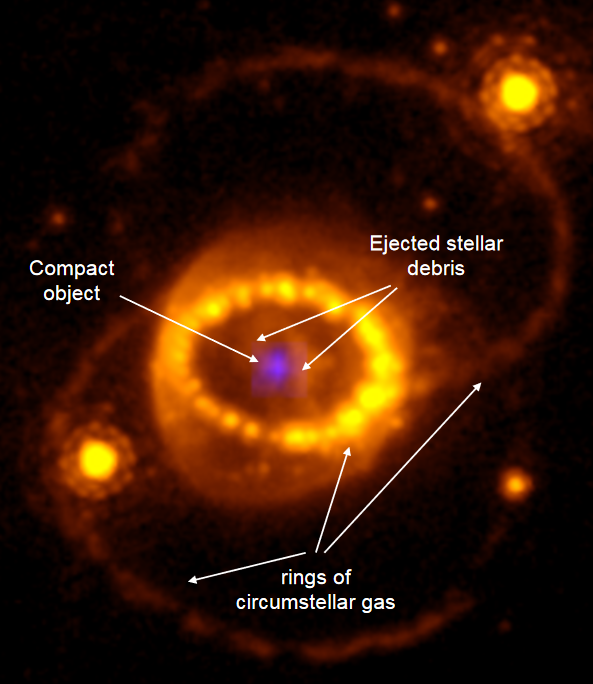 Ejected stellar
debris
Compact
object
rings of
circumstellar gas